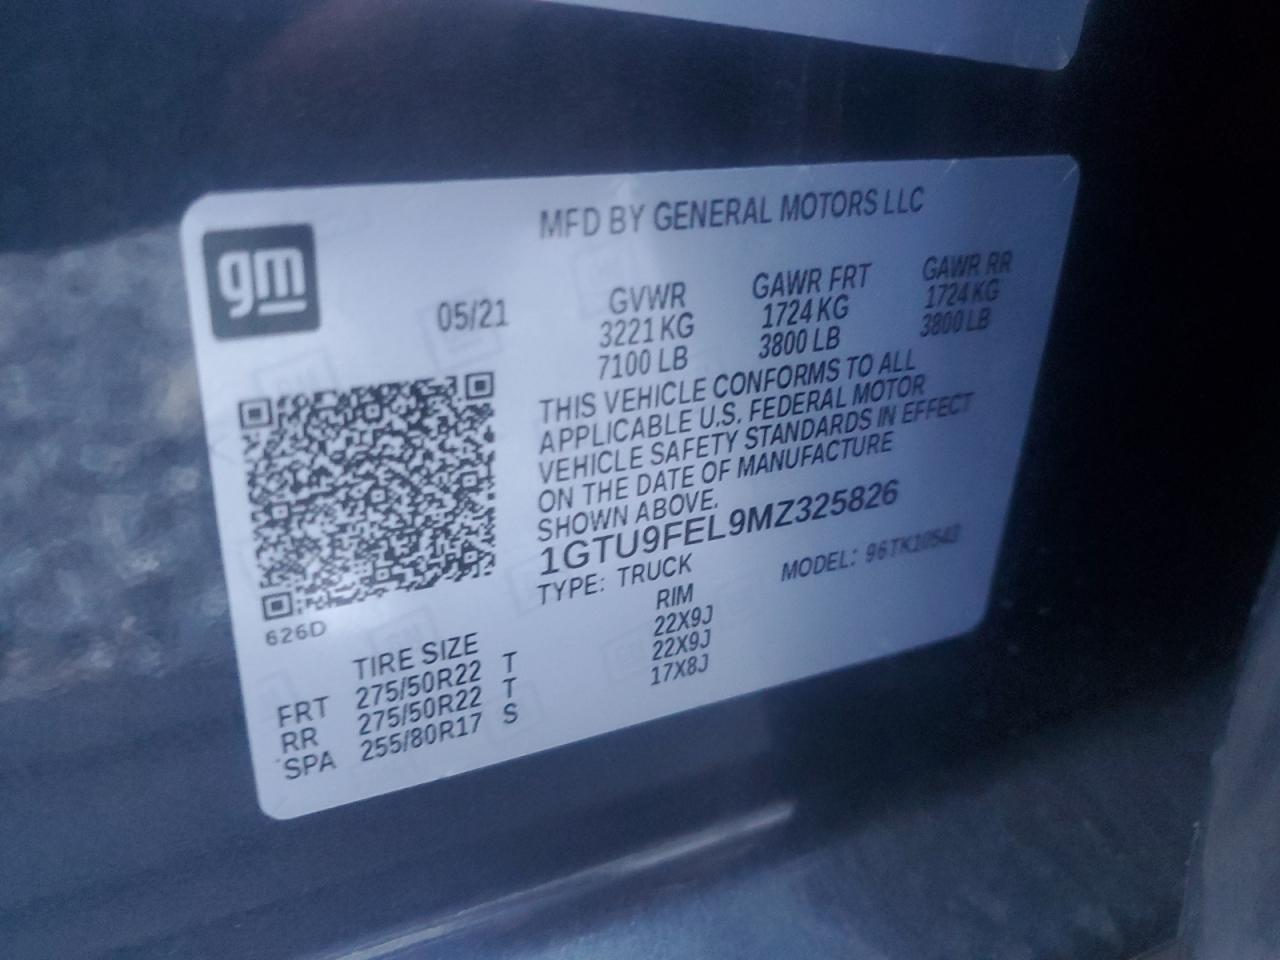 gm
MFD BY GENERAL MOTORS LLC
05/21
GVWR GAWR FRT GAWR RR
3221 KG 1724 KG 1724 KG
7100 LB 3800 LB 3800 LB
THIS VEHICLE CONFORMS TO ALL
APPLICABLE U.S. FEDERAL MOTOR
VEHICLE SAFETY STANDARDS IN EFFECT
ON THE DATE OF MANUFACTURE
SHOWN ABOVE.
1GTU9FEL9MZ325826
TYPE: TRUCK MODEL:
626D
TIRE SIZE RIM
FRT 275/50R22 T 22X9J
RR 275/50R22 T 22X9J
SPA 255/80R17 S 17X8J